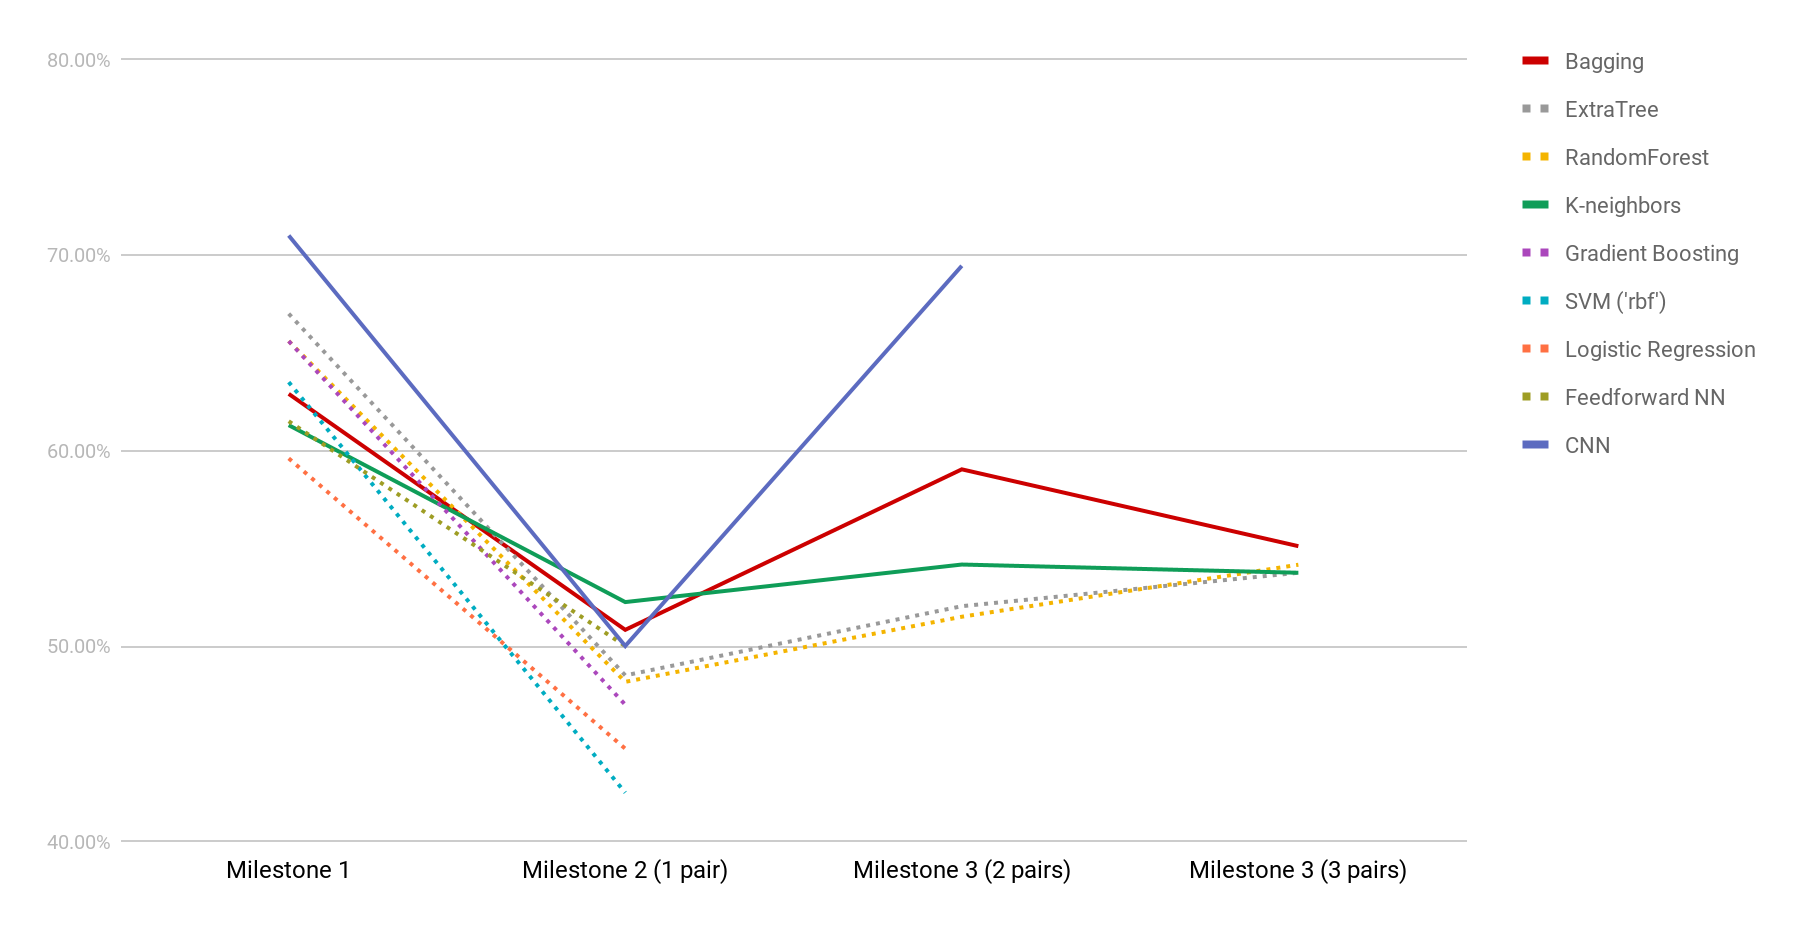 80.00%
70.00%
60.00%
50.00%
40.00%
Milestone 1
Milestone 2 (1 pair)
Milestone 3 (2 pairs)
Milestone 3 (3 pairs)
Bagging
ExtraTree
RandomForest
K-neighbors
Gradient Boosting
SVM ('rbf')
Logistic Regression
Feedforward NN
CNN